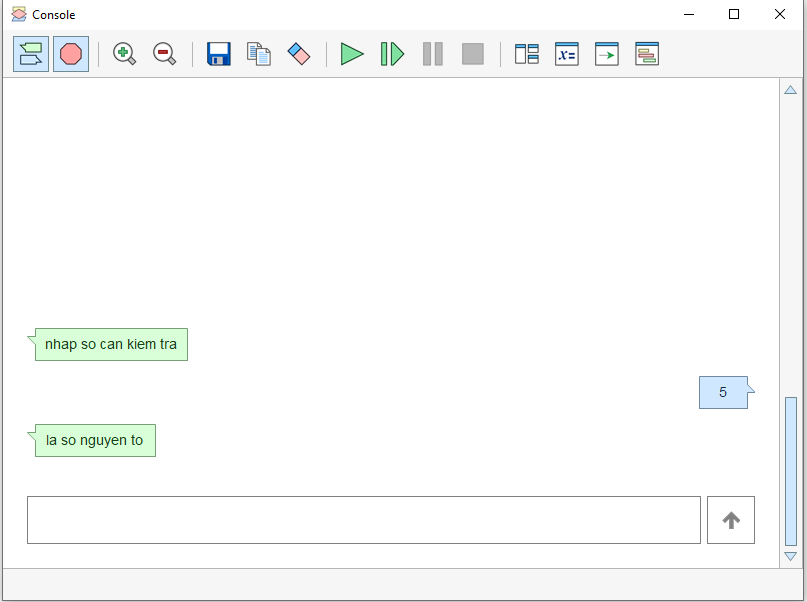 Console
x=
nhap so can kiem tra
5
la so nguyen to